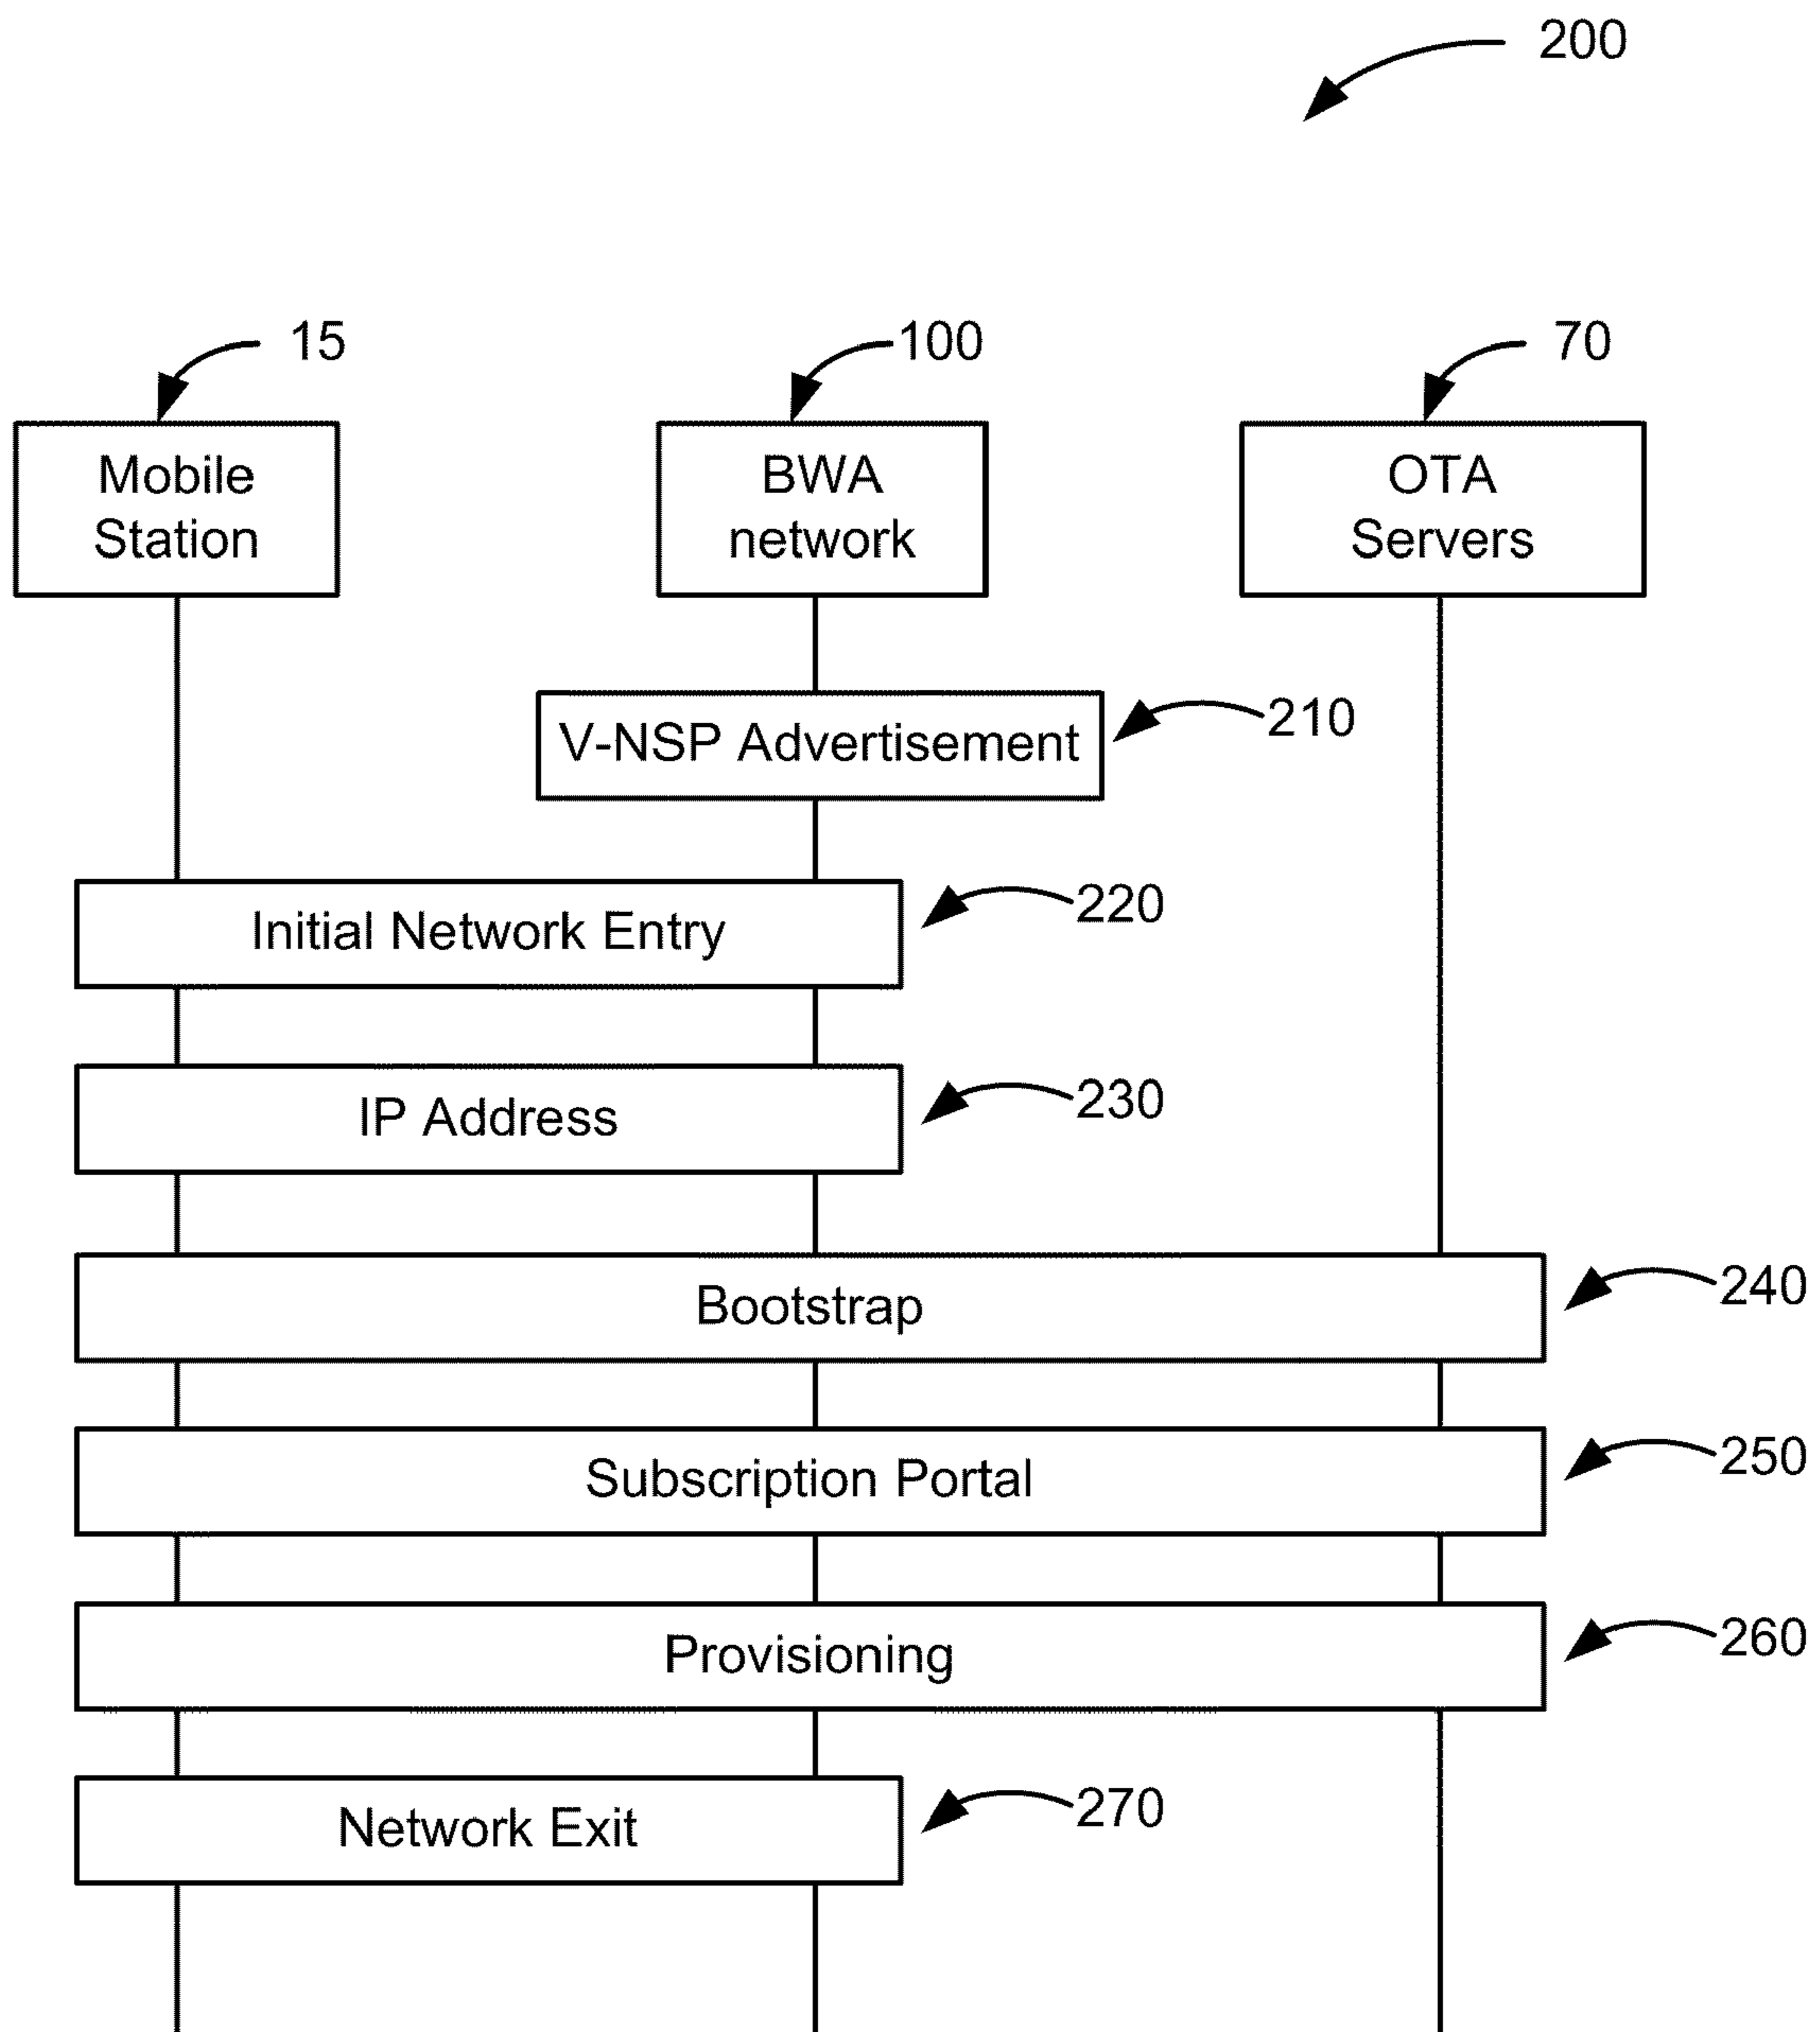 200
15
100
70
Mobile
Station
BWA
network
OTA
Servers
V-NSP Advertisement
210
Initial Network Entry
220
IP Address
230
Bootstrap
240
Subscription Portal
250
Provisioning
260
Network Exit
270